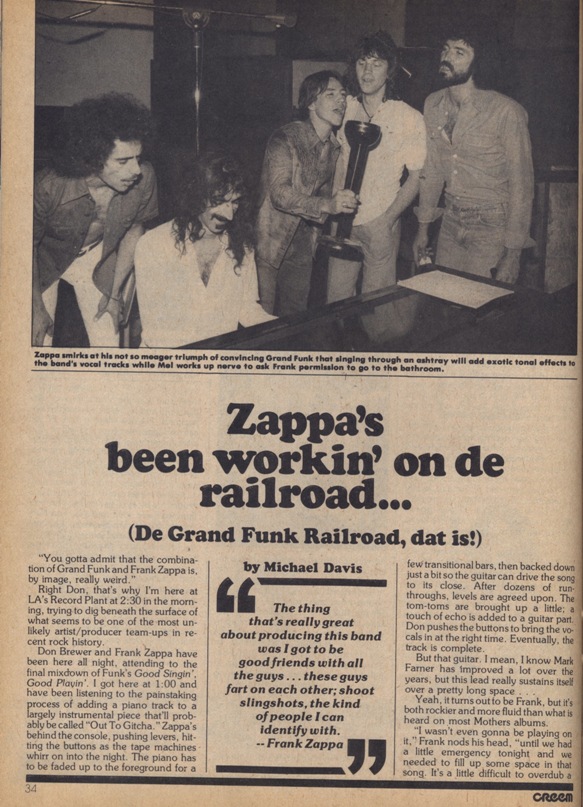 Zappa smirks at his not so meager triumph of convincing Grand Funk that singing through an ashtray will add exotic tonal effects to
the band's vocal tracks while Mel works up nerve to ask Frank permission to go to the bathroom.
Zappa's
been workin' on de
railroad...
(De Grand Funk Railroad, dat is!)
"You gotta admit that the combina-
tion of Grand Funk and Frank Zappa is,
by image, really weird."
Right Don, that's why I'm here at
LA's Record Plant at 2:30 in the morn-
ing, trying to dig beneath the surface of
what seems to be one of the most un-
likely artist/producer team-ups in re-
cent rock history.
Don Brewer and Frank Zappa have
been here all night, attending to the
final mixdown of Funk's Good Singin',
Good Playin'. I got here at 1:00 and
have been listening to the painstaking
process of adding a piano track to a
largely instrumental piece that'll prob-
ably be called "Out To Gitcha." Zappa's
behind the console, pushing levers, hit-
ting the buttons as the tape machines
whirr on into the night. The piano has
to be faded up to the foreground for a
by Michael Davis
"The thing
that's really great
about producing this band
was I got to be
good friends with all
the guys ... these guys
fart on each other; shoot
slingshots, the kind
of people I can
identify with.
-- Frank Zappa"
few transitional bars, then backed down
just a bit so the guitar can drive the song
to its close. After dozens of run-
throughs, levels are agreed upon. The
tom-toms are brought up a little; a
touch of echo is added to a guitar part.
Don pushes the buttons to bring the vo-
cals in at the right time. Eventually, the
track is complete.
But that guitar. I mean, I know Mark
Farner has improved a lot over the
years, but this lead really sustains itself
over a pretty long space . . .
Yeah, it turns out to be Frank, but it's
both rockier and more fluid than what is
heard on most Mothers albums.
"I wasn't even gonna be playing on
it," Frank nods his head, "until we had
a little emergency tonight and we
needed to fill up some space in that
song. It's a little difficult to overdub a
34
CREEM